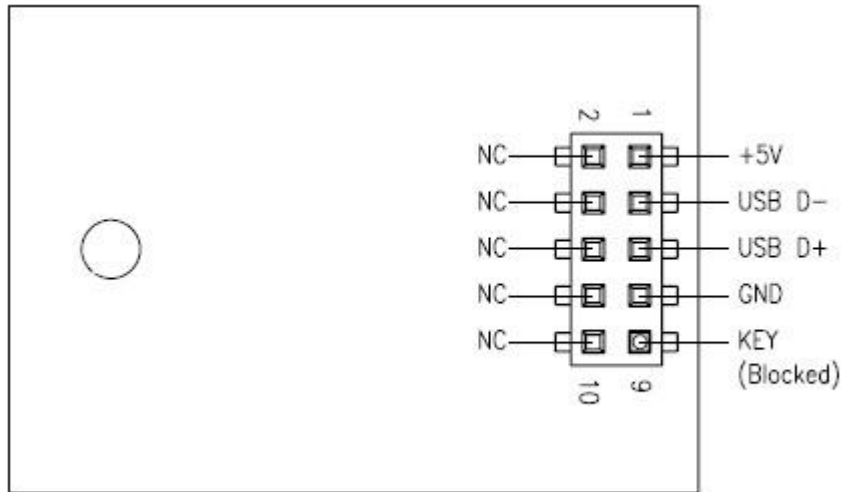 2 1
NC +5V
NC USB D-
NC USB D+
NC GND
NC KEY
(Blocked)
10 9